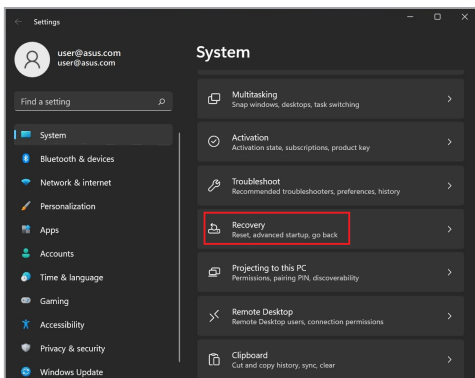 Settings
user@asus.com
user@asus.com
Find a setting
System
Bluetooth & devices
Network & internet
Personalization
Apps
Accounts
Time & language
Gaming
Accessibility
Privacy & security
Windows Update
System
Multitasking
Snap windows, desktops, task switching
Activation
Activation state, subscriptions, product key
Troubleshoot
Recommended troubleshooters, preferences, history
Recovery
Reset, advanced startup, go back
Projecting to this PC
Permissions, pairing PIN, discoverability
Remote Desktop
Remote Desktop users, connection permissions
Clipboard
Cut and copy history, sync, clear